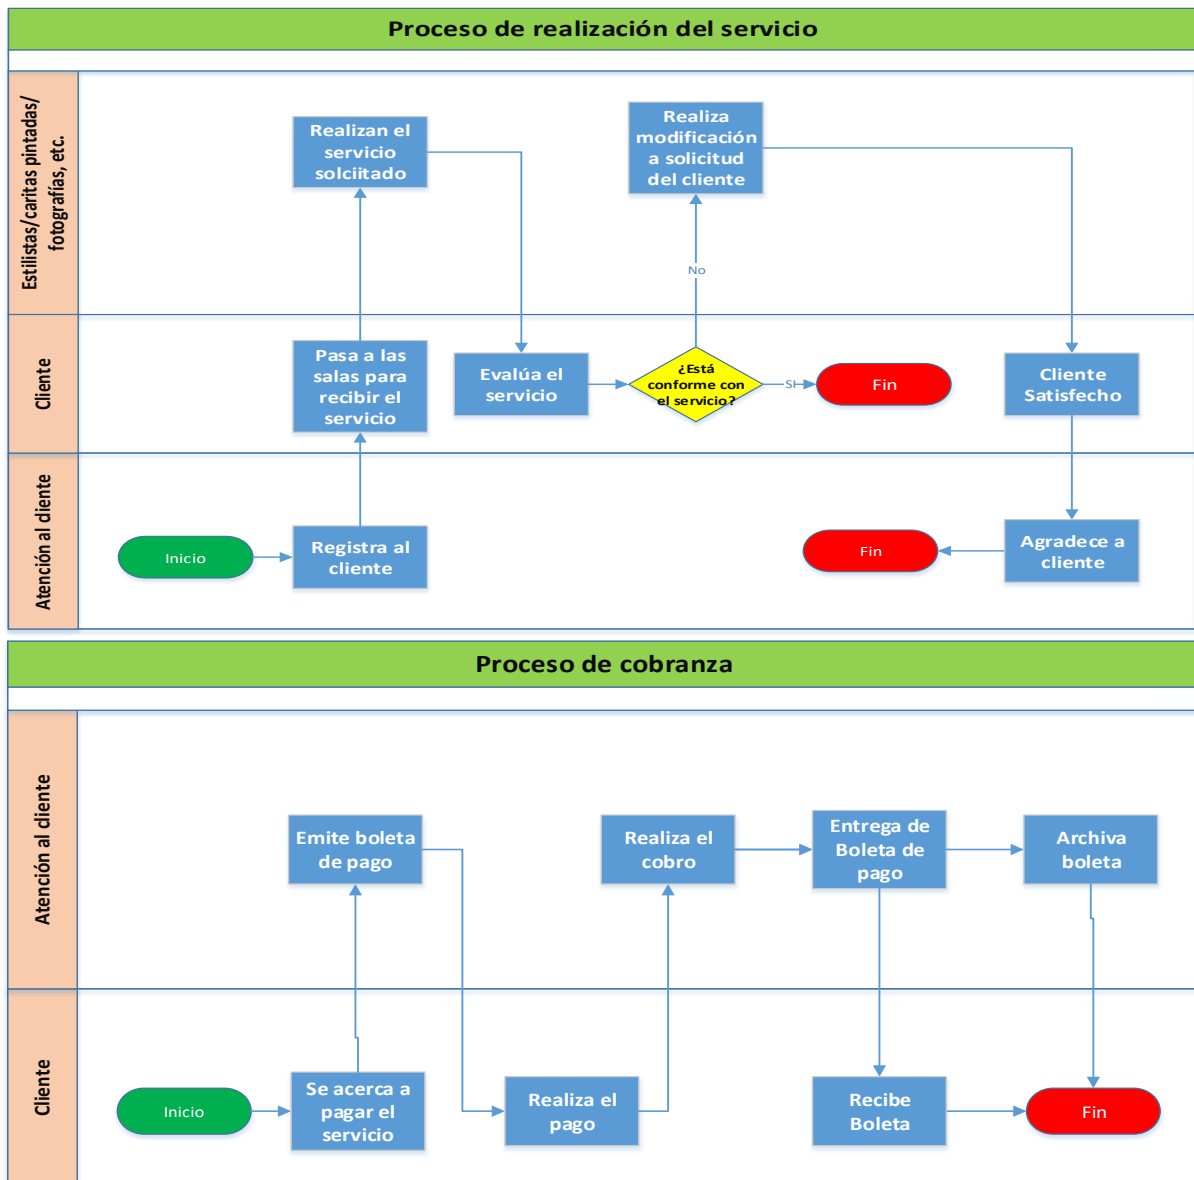 Proceso de realización del servicio
Estilistas/caritas pintadas/
fotografías, etc.
Realizan el
servicio
solciitado
Realiza
modificación
a solicitud
del cliente
No
Cliente
Pasa a las
salas para
recibir el
servicio
Evalúa el
servicio
¿Está
conforme con
el servicio?
SI
Fin
Cliente
Satisfecho
Atención al cliente
Inicio
Registra al
cliente
Fin
Agradece a
cliente
Proceso de cobranza
Atención al cliente
Emite boleta
de pago
Realiza el
cobro
Entrega de
Boleta de
pago
Archiva
boleta
Cliente
Inicio
Se acerca a
pagar el
servicio
Realiza el
pago
Recibe
Boleta
Fin